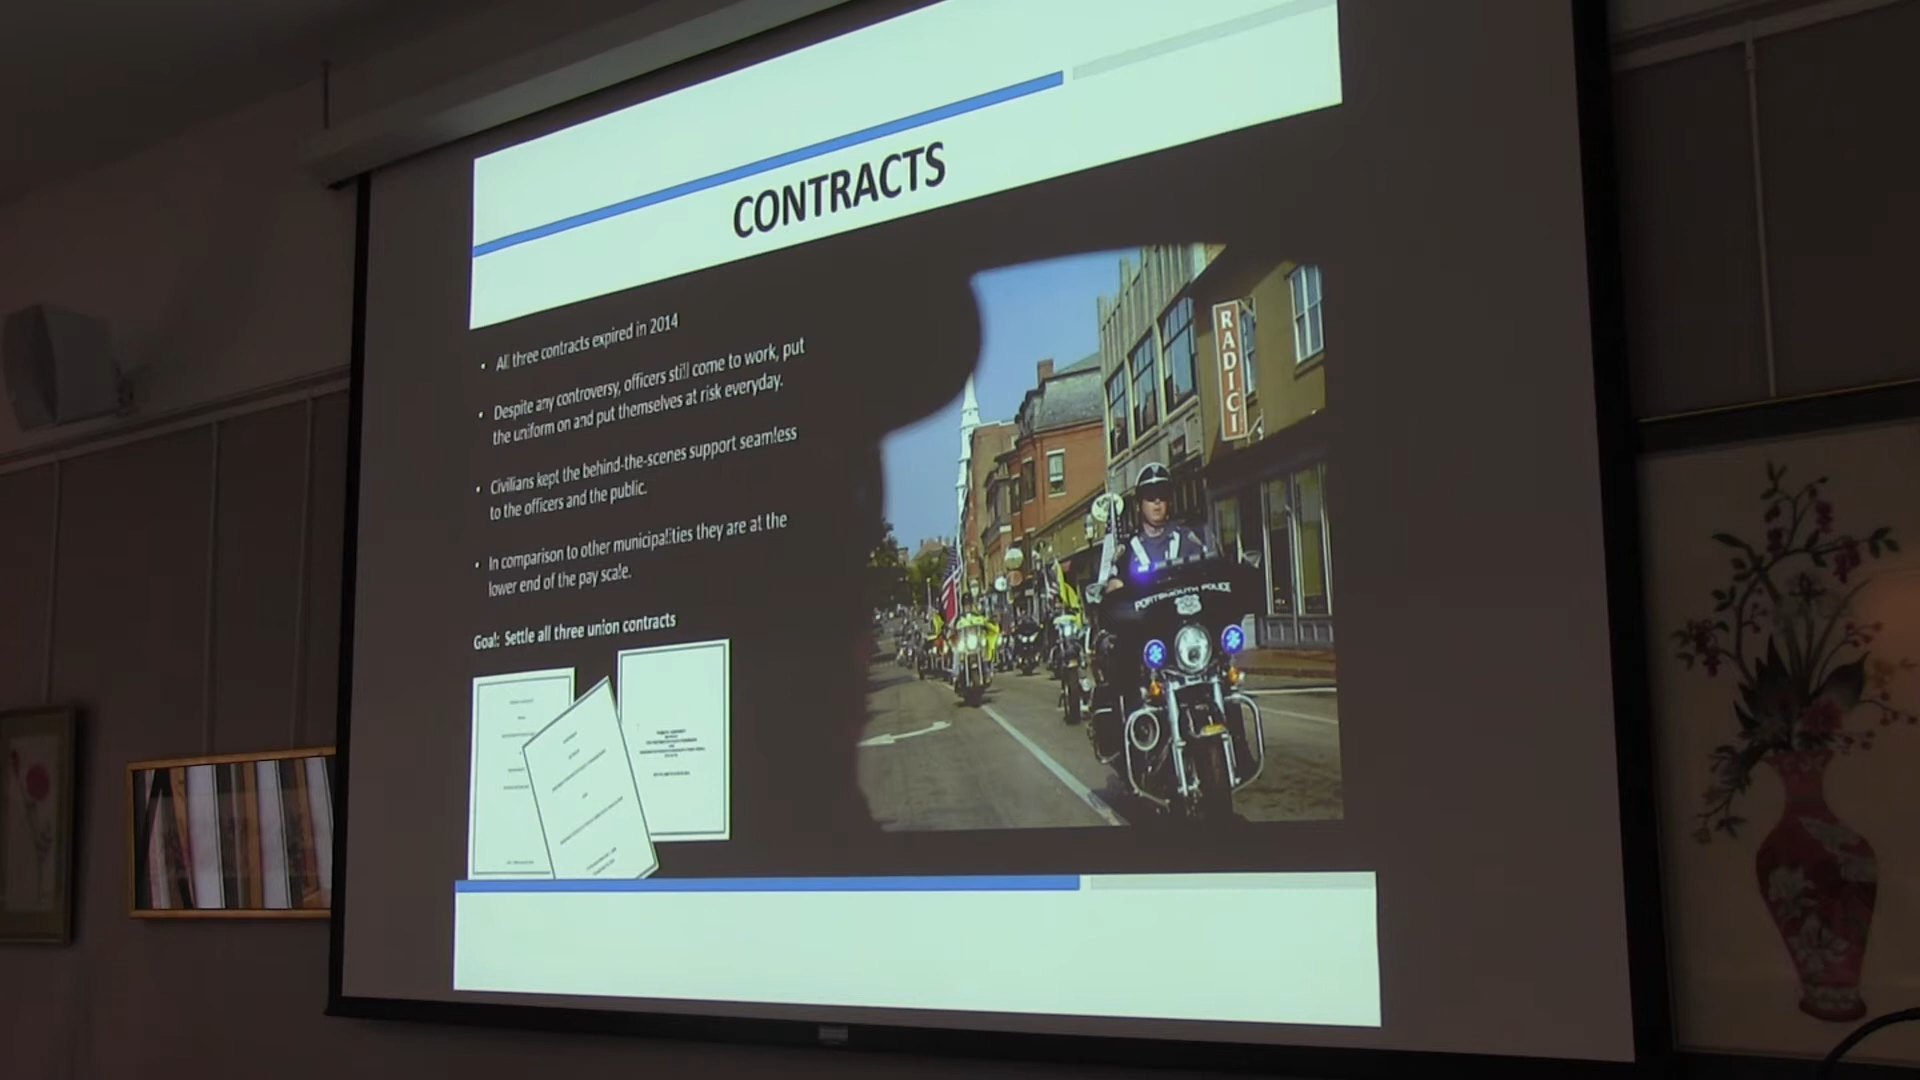 CONTRACTS
• All three contracts expired in 2014
• Despite any controversy, officers still come to work, put
the uniform on and put themselves at risk everyday.
• Civilians kept the behind-the-scenes support seamless
to the officers and the public.
• In comparison to other municipalities they are at the
lower end of the pay scale.
Goal: Settle all three union contracts
RADICI
PORTSMOUTH POLICE